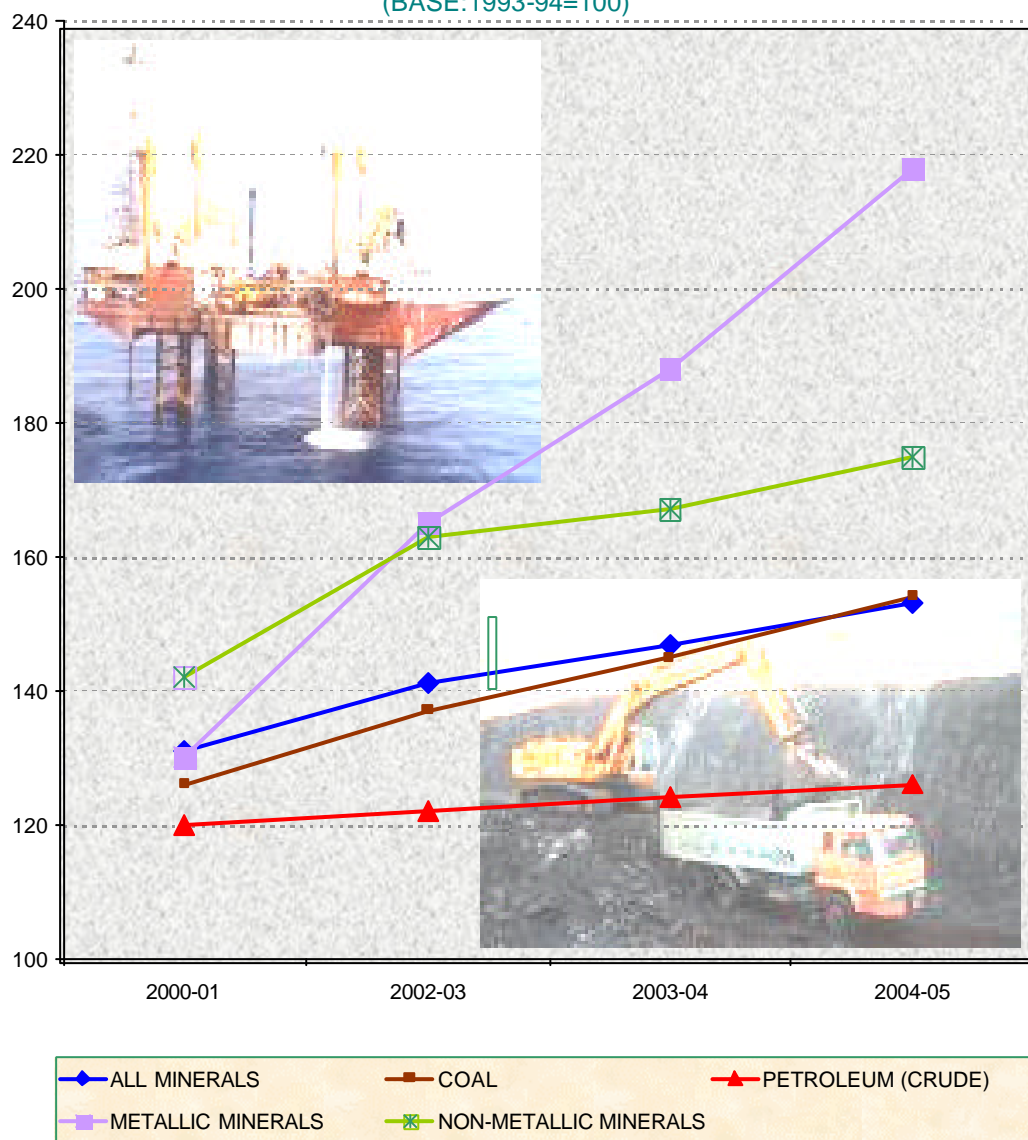 (BASE:1993-94=100)
240
220
200
180
160
140
120
100
2000-01 2002-03 2003-04 2004-05
ALL MINERALS COAL PETROLEUM (CRUDE)
METALLIC MINERALS NON-METALLIC MINERALS